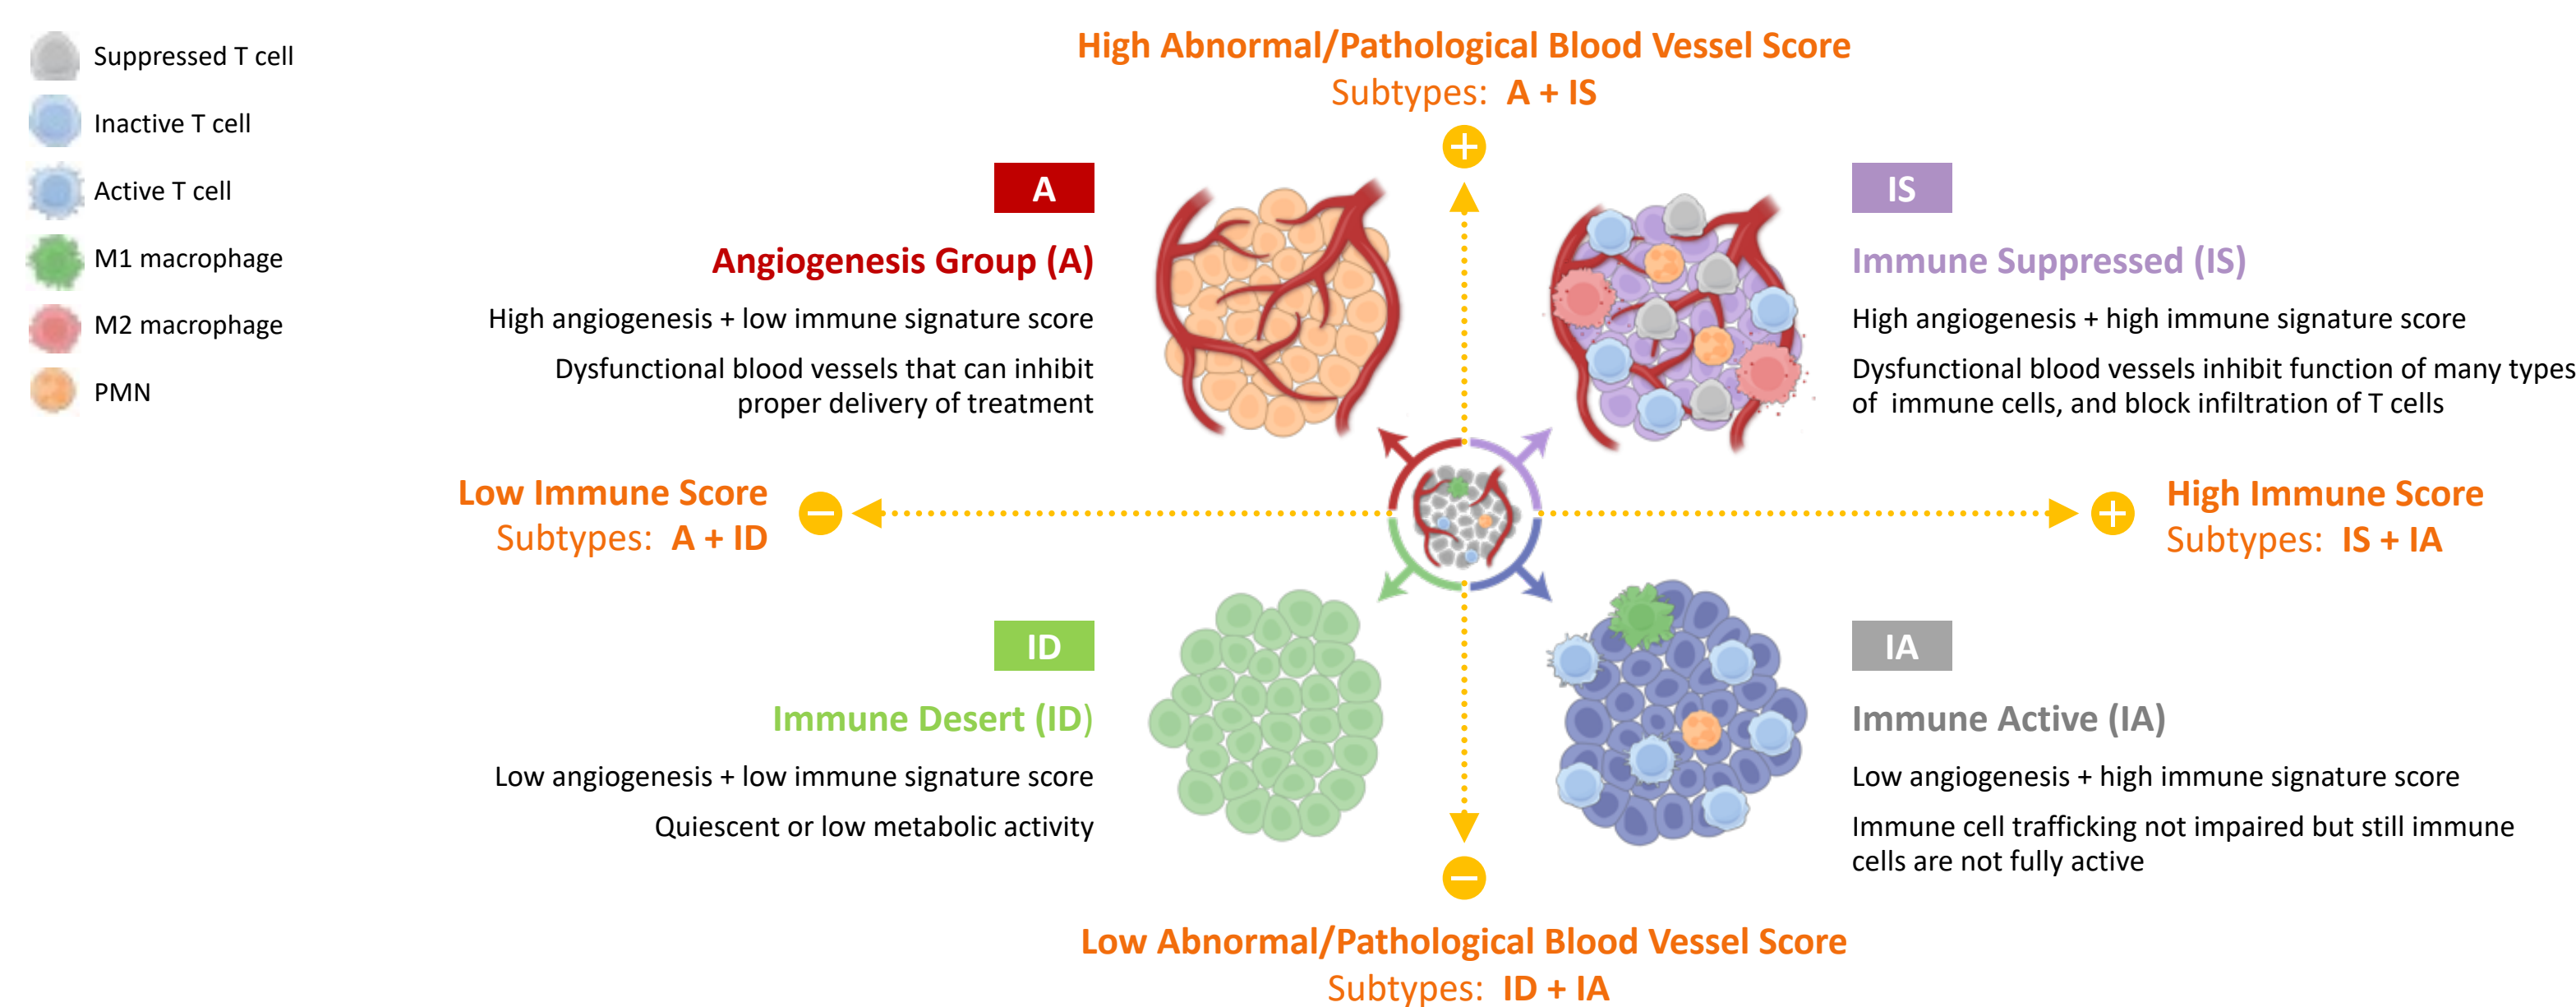 Suppressed T cell
Inactive T cell
Active T cell
M1 macrophage
M2 macrophage
PMN
High Abnormal/Pathological Blood Vessel Score
Subtypes: A + IS
A
Angiogenesis Group (A)
High angiogenesis + low immune signature score
Dysfunctional blood vessels that can inhibit
proper delivery of treatment
IS
Immune Suppressed (IS)
High angiogenesis + high immune signature score
Dysfunctional blood vessels inhibit function of many types
of immune cells, and block infiltration of T cells
Low Immune Score
Subtypes: A + ID
High Immune Score
Subtypes: IS + IA
ID
Immune Desert (ID)
Low angiogenesis + low immune signature score
Quiescent or low metabolic activity
IA
Immune Active (IA)
Low angiogenesis + high immune signature score
Immune cell trafficking not impaired but still immune
cells are not fully active
Low Abnormal/Pathological Blood Vessel Score
Subtypes: ID + IA